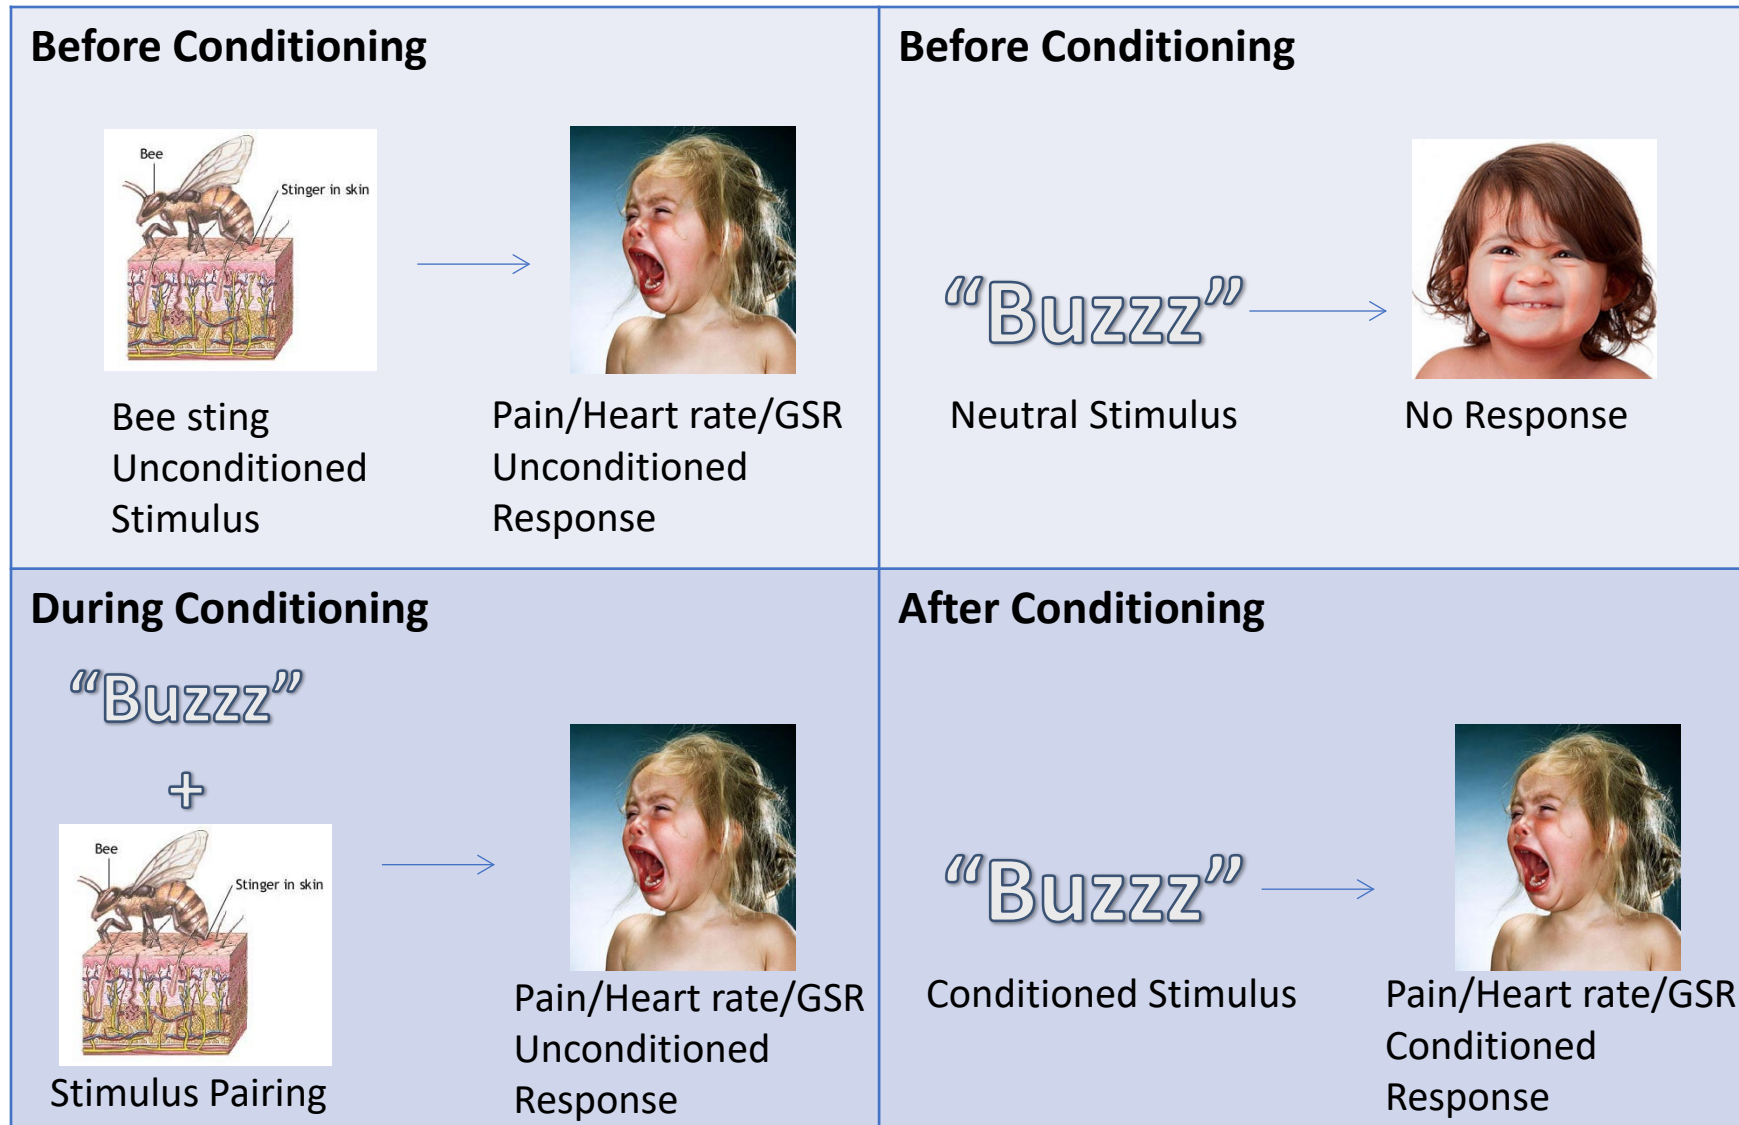 Before Conditioning
Bee
Stinger in skin
Bee sting
Unconditioned
Stimulus
Pain/Heart rate/GSR
Unconditioned
Response
Before Conditioning
“Buzzz”
Neutral Stimulus
No Response
During Conditioning
“Buzzz”
+
Bee
Stinger in skin
Stimulus Pairing
Pain/Heart rate/GSR
Unconditioned
Response
After Conditioning
“Buzzz”
Conditioned Stimulus
Pain/Heart rate/GSR
Conditioned
Response